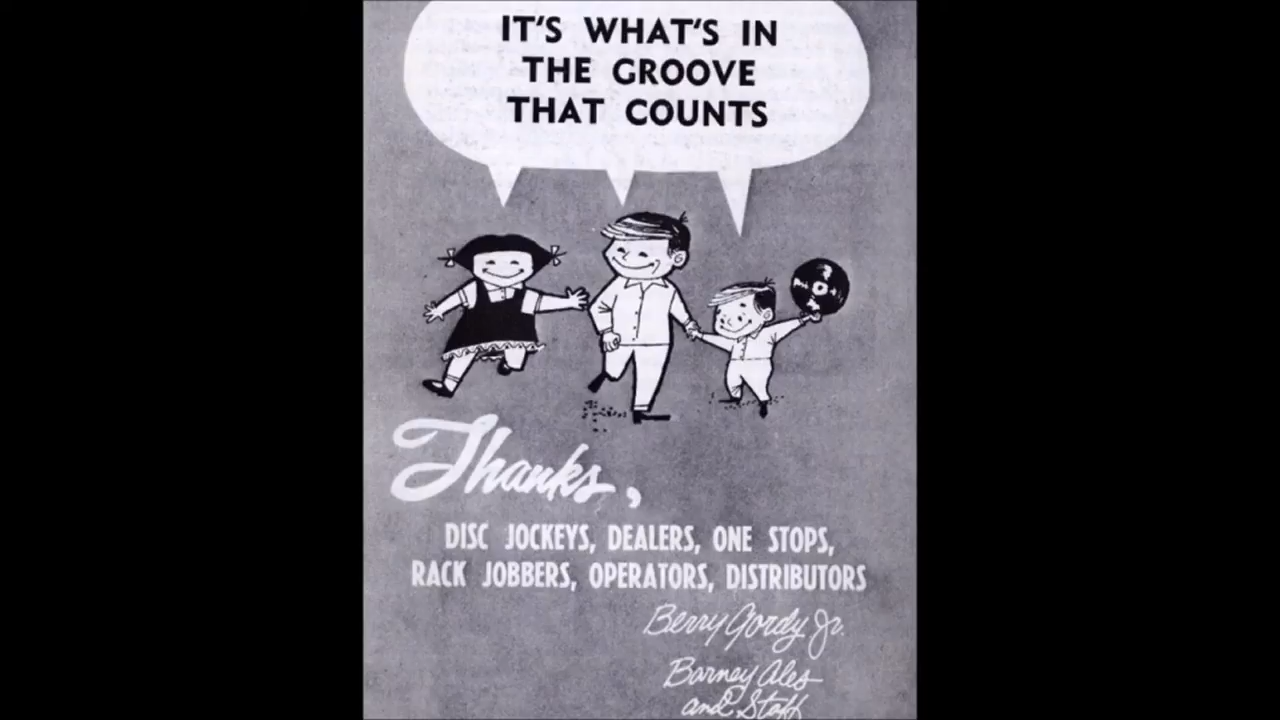 IT'S WHAT'S IN
THE GROOVE
THAT COUNTS
Thanks,
DISC JOCKEYS, DEALERS, ONE STOPS,
RACK JOBBERS, OPERATORS, DISTRIBUTORS
Berry Gordy Jr.
Barney Ales
and Staff